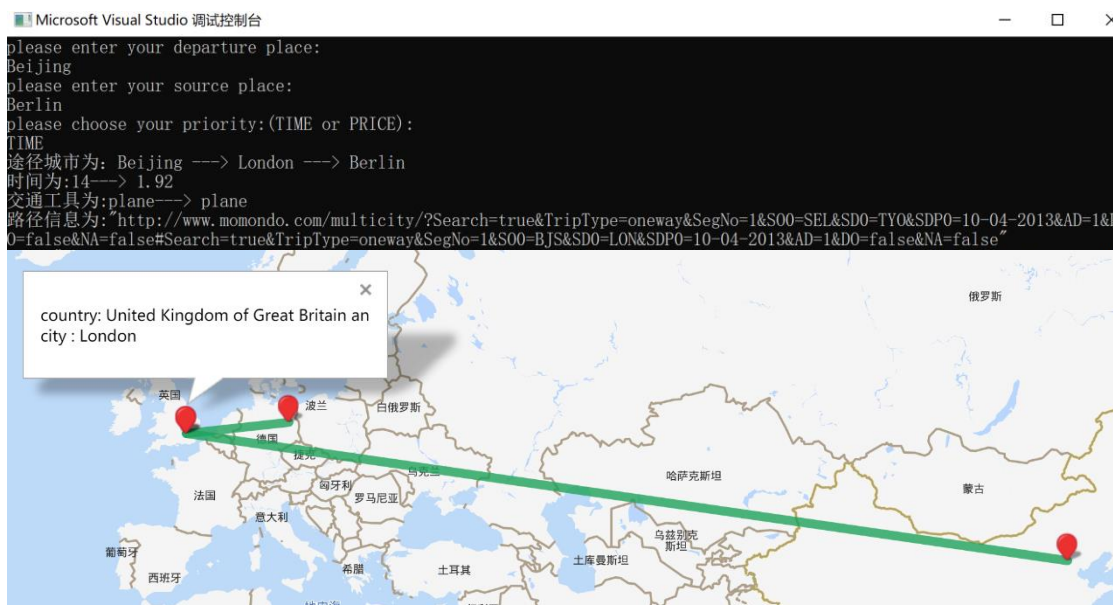 Microsoft Visual Studio 调试控制台
please enter your departure place:
Beijing
please enter your source place:
Berlin
please choose your priority:(TIME or PRICE):
TIME
途径城市为: Beijing ---> London ---> Berlin
时间为:14---> 1.92
交通工具为:plane---> plane
路径信息为:"http://www.momondo.com/multicity/?Search=true&TripType=oneway&SegNo=1&SO0=SEL&SD0=TYO&SDP0=10-04-2013&AD=1&
O=false&NA=false#Search=true&TripType=oneway&SegNo=1&SO0=BJS&SD0=LON&SDP0=10-04-2013&AD=1&DO=false&NA=false"
country: United Kingdom of Great Britain an
city : London
俄罗斯
英国
波兰
白俄罗斯
德国
捷克
乌克兰
哈萨克斯坦
蒙古
匈牙利
法国
罗马尼亚
意大利
乌兹别克
斯坦
葡萄牙
土库曼斯坦
希腊
土耳其
西班牙